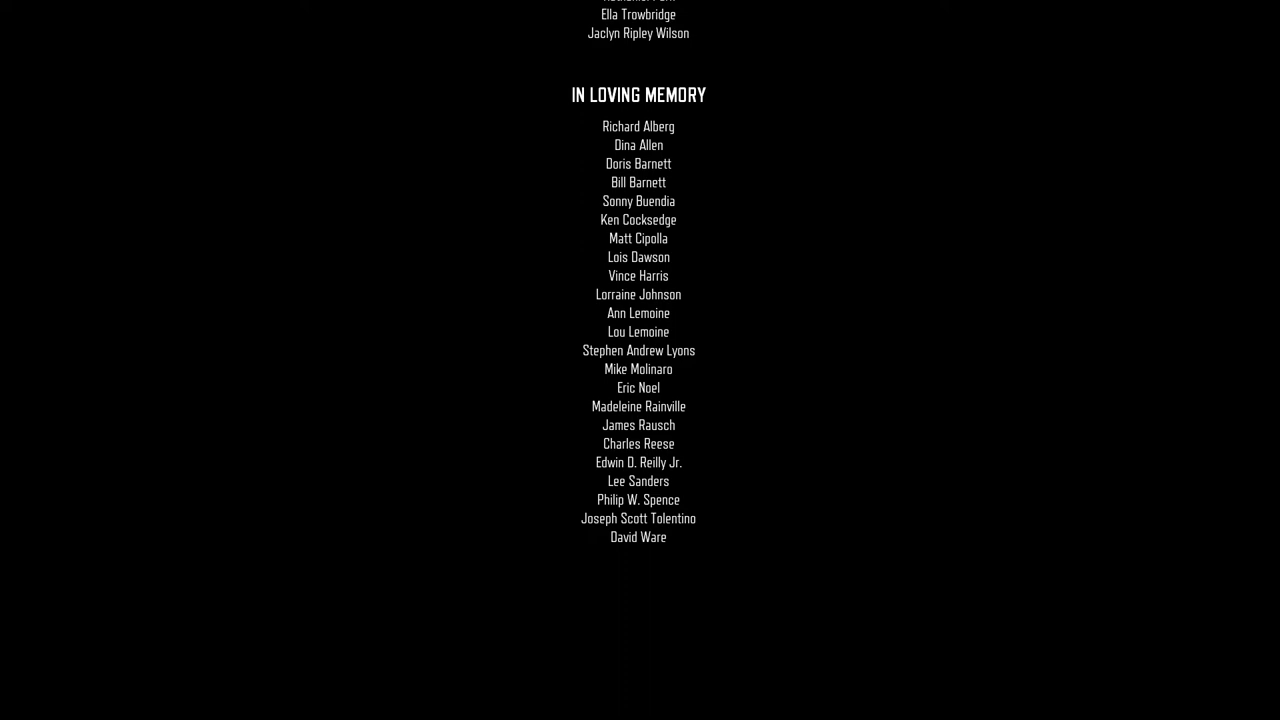 Ella Trowbridge
Jaclyn Ripley Wilson
IN LOVING MEMORY
Richard Alberg
Dina Allen
Doris Barnett
Bill Barnett
Sonny Buendia
Ken Cocksedge
Matt Cipolla
Lois Dawson
Vince Harris
Lorraine Johnson
Ann Lemoine
Lou Lemoine
Stephen Andrew Lyons
Mike Molinaro
Eric Noel
Madeleine Rainville
James Rausch
Charles Reese
Edwin D. Reilly Jr.
Lee Sanders
Philip W. Spence
Joseph Scott Tolentino
David Ware